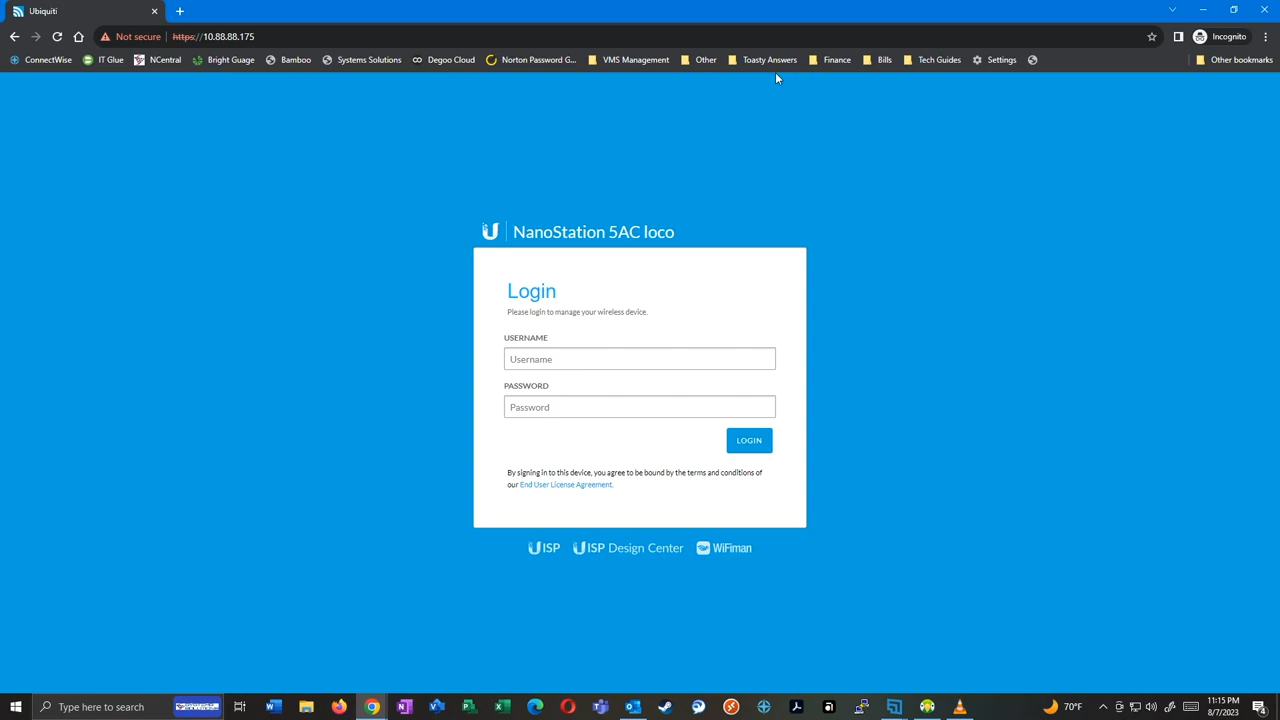 Ubiquiti
Not secure
https://10.88.88.175
Incognito
ConnectWise
IT Glue
NCentral
Bright Guage
Bamboo
Systems Solutions
Degoo Cloud
Norton Password G...
VMS Management
Other
Toasty Answers
Finance
Bills
Tech Guides
Settings
Other bookmarks
NanoStation 5AC loco
Login
Please login to manage your wireless device.
USERNAME
Username
PASSWORD
Password
LOGIN
By signing in to this device, you agree to be bound by the terms and conditions of
our End User License Agreement.
UISP
UISP Design Center
WiFiman
Type here to search
70°F
11:15 PM
8/7/2023